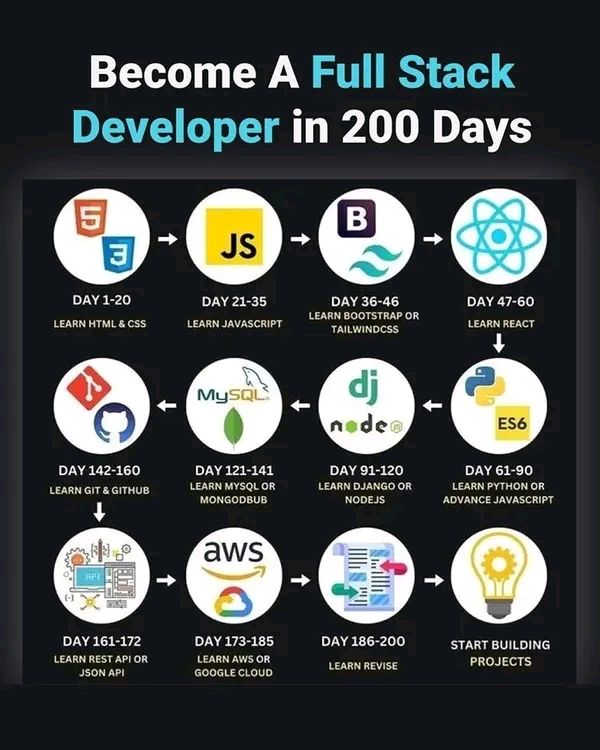 Become A Full Stack
Developer in 200 Days
5
3
DAY 1-20
LEARN HTML & CSS
JS
DAY 21-35
LEARN JAVASCRIPT
B
DAY 36-46
LEARN BOOTSTRAP OR
TAILWINDCSS
DAY 47-60
LEARN REACT
DAY 142-160
LEARN GIT & GITHUB
MySQL
DAY 121-141
LEARN MYSQL OR
MONGODBUB
dj
node
JS
DAY 91-120
LEARN DJANGO OR
NODEJS
ES6
DAY 61-90
LEARN PYTHON OR
ADVANCE JAVASCRIPT
API
DAY 161-172
LEARN REST API OR
JSON API
aws
DAY 173-185
LEARN AWS OR
GOOGLE CLOUD
DAY 186-200
LEARN REVISE
START BUILDING
PROJECTS